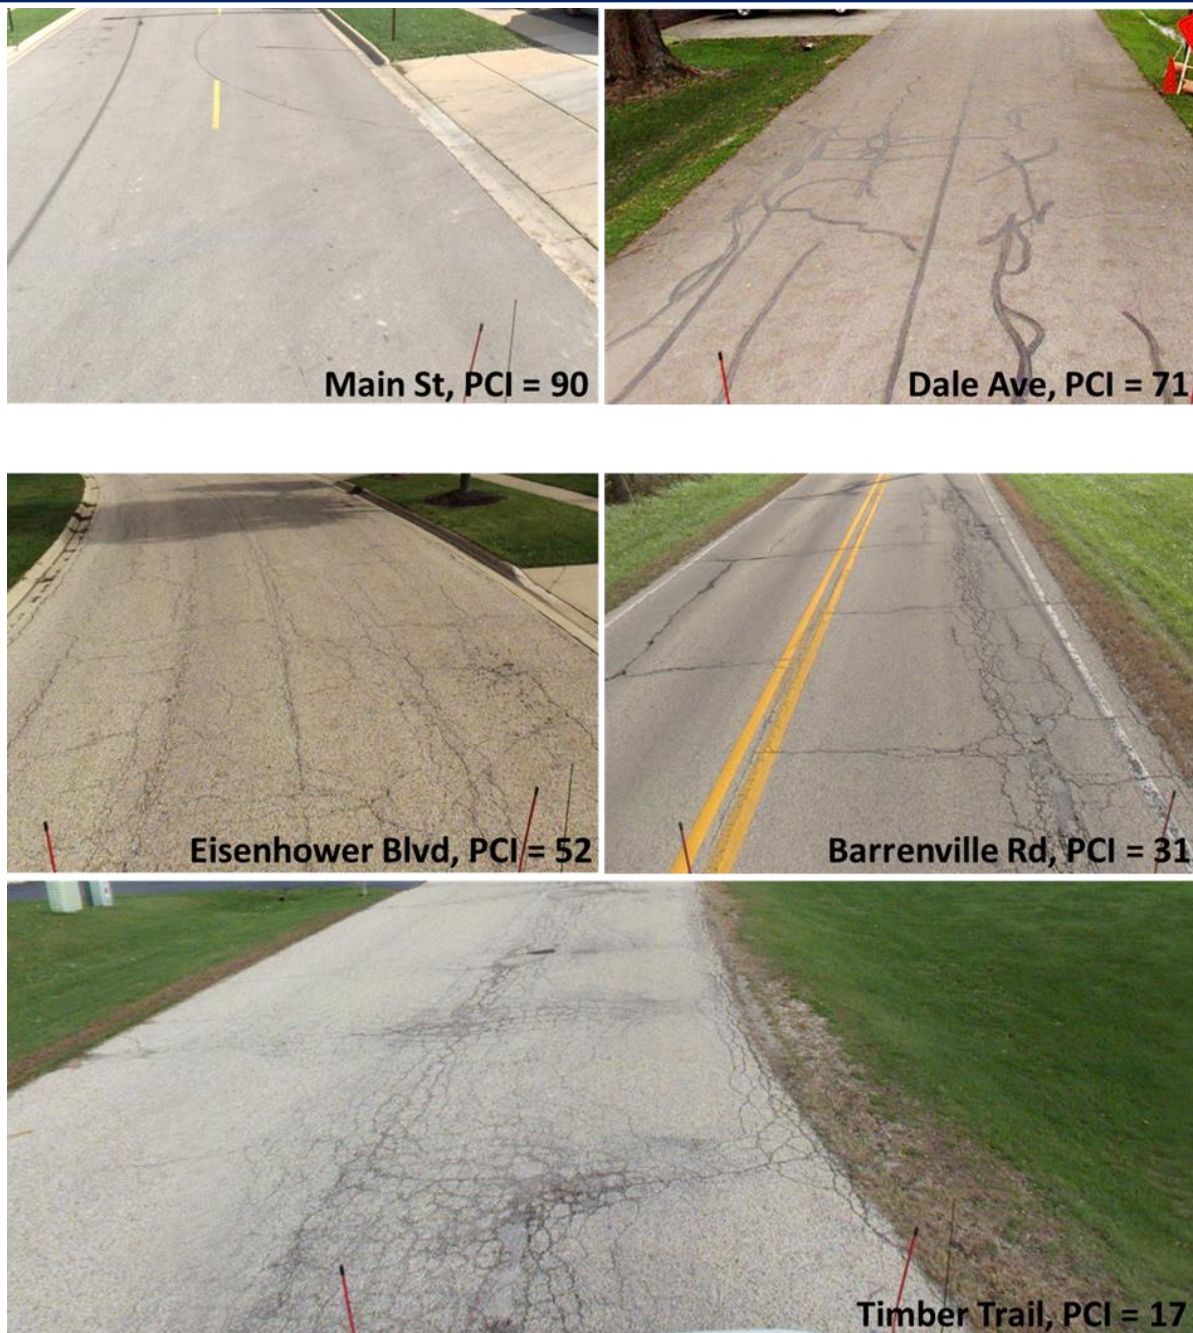 Main St, PCI = 90
Dale Ave, PCI = 71
Eisenhower Blvd, PCI = 52
Barrenville Rd, PCI = 31
Timber Trail, PCI = 17